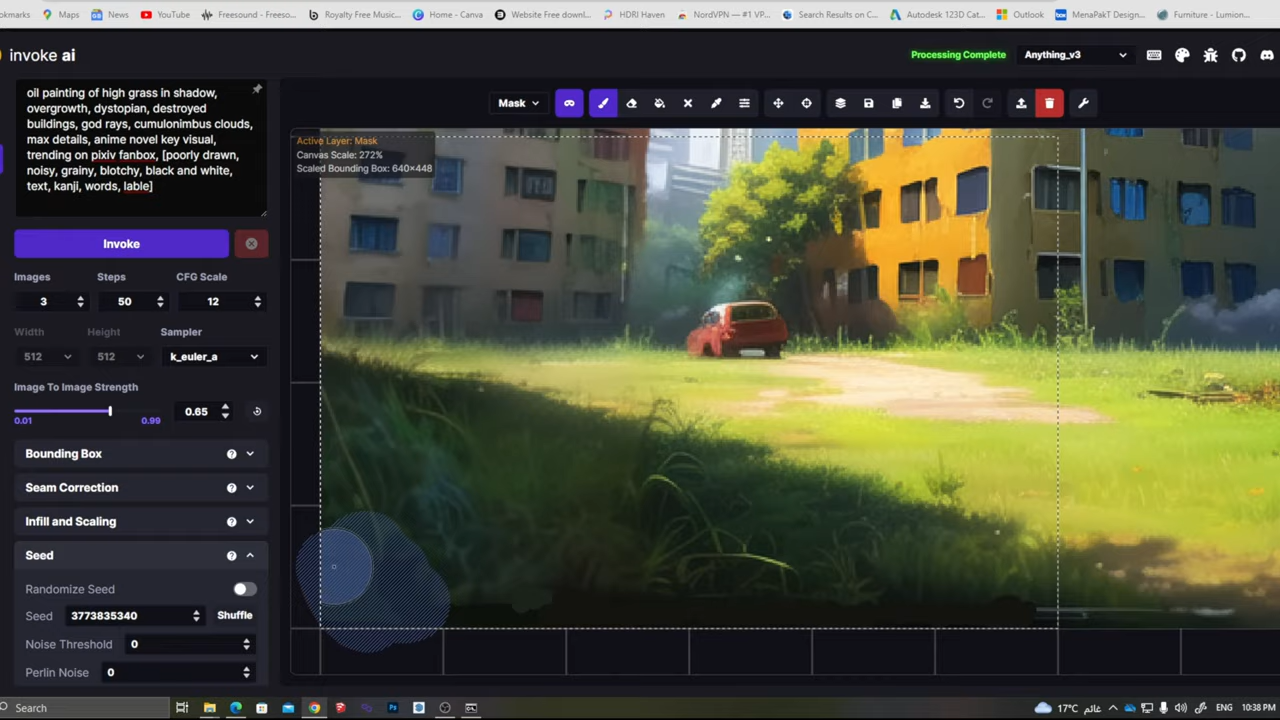 okmarks Maps News YouTube Freesound - Freeso... Royalty Free Music... Home - Canva Website Free downl... HDRI Haven NordVPN — #1 VP... Search Results on C... Autodesk 123D Cat... Outlook MenaPakT Design... Furniture - Lumion...
invoke ai
Processing Complete Anything_v3
oil painting of high grass in shadow,
overgrowth, dystopian, destroyed
buildings, god rays, cumulonimbus clouds,
max details, anime novel key visual,
trending on pixiv fanbox, [poorly drawn,
noisy, grainy, blotchy, black and white,
text, kanji, words, lable]
Mask
Active Layer: Mask
Canvas Scale: 272%
Scaled Bounding Box: 640×448
Invoke
Images Steps CFG Scale
3 50 12
Width Height Sampler
512 512 k_euler_a
Image To Image Strength
0.65
0.01 0.99
Bounding Box
Seam Correction
Infill and Scaling
Seed
Randomize Seed
Seed 3773835340 Shuffle
Noise Threshold 0
Perlin Noise 0
Search 17°C غائم ENG 10:38 PM